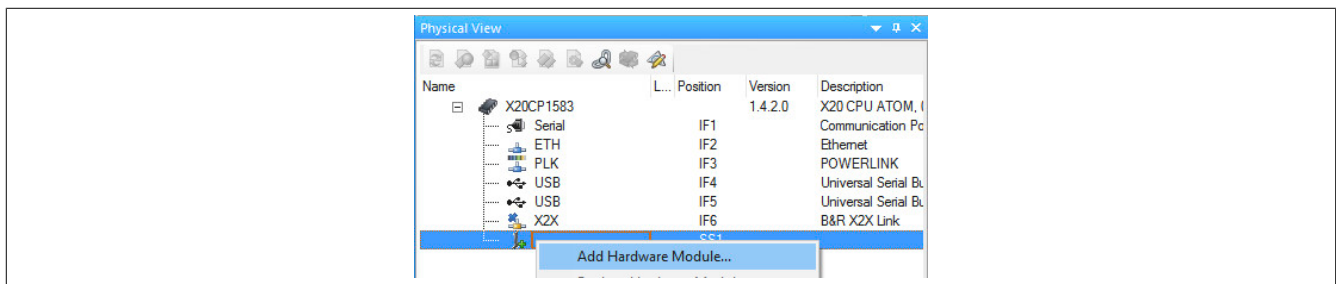 Physical View
Name L... Position Version Description
X20CP1583 1.4.2.0 X20 CPU ATOM, (
Serial IF1 Communication Po
ETH IF2 Ethernet
PLK IF3 POWERLINK
USB IF4 Universal Serial Bu
USB IF5 Universal Serial Bu
X2X IF6 B&R X2X Link
SS1
Add Hardware Module...